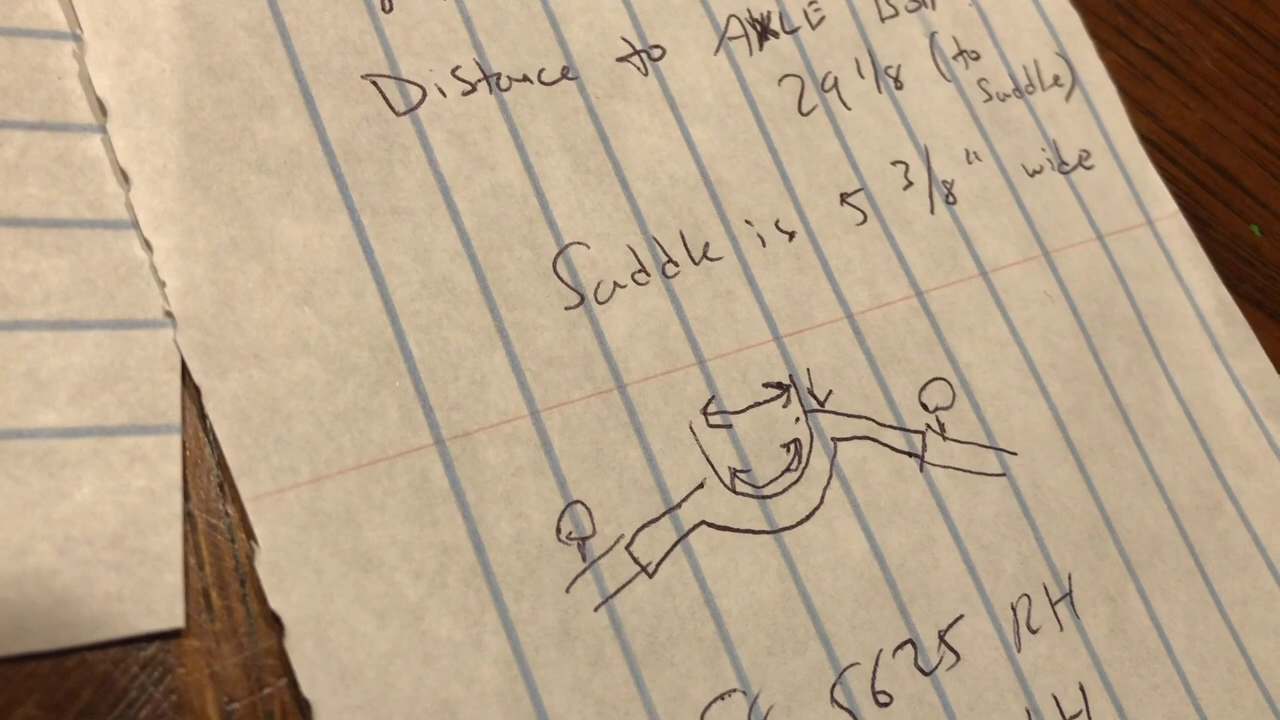 Distance to AXLE
29 1/8 (to
Saddle)
Saddle is 5 3/8" wide
5625 RH